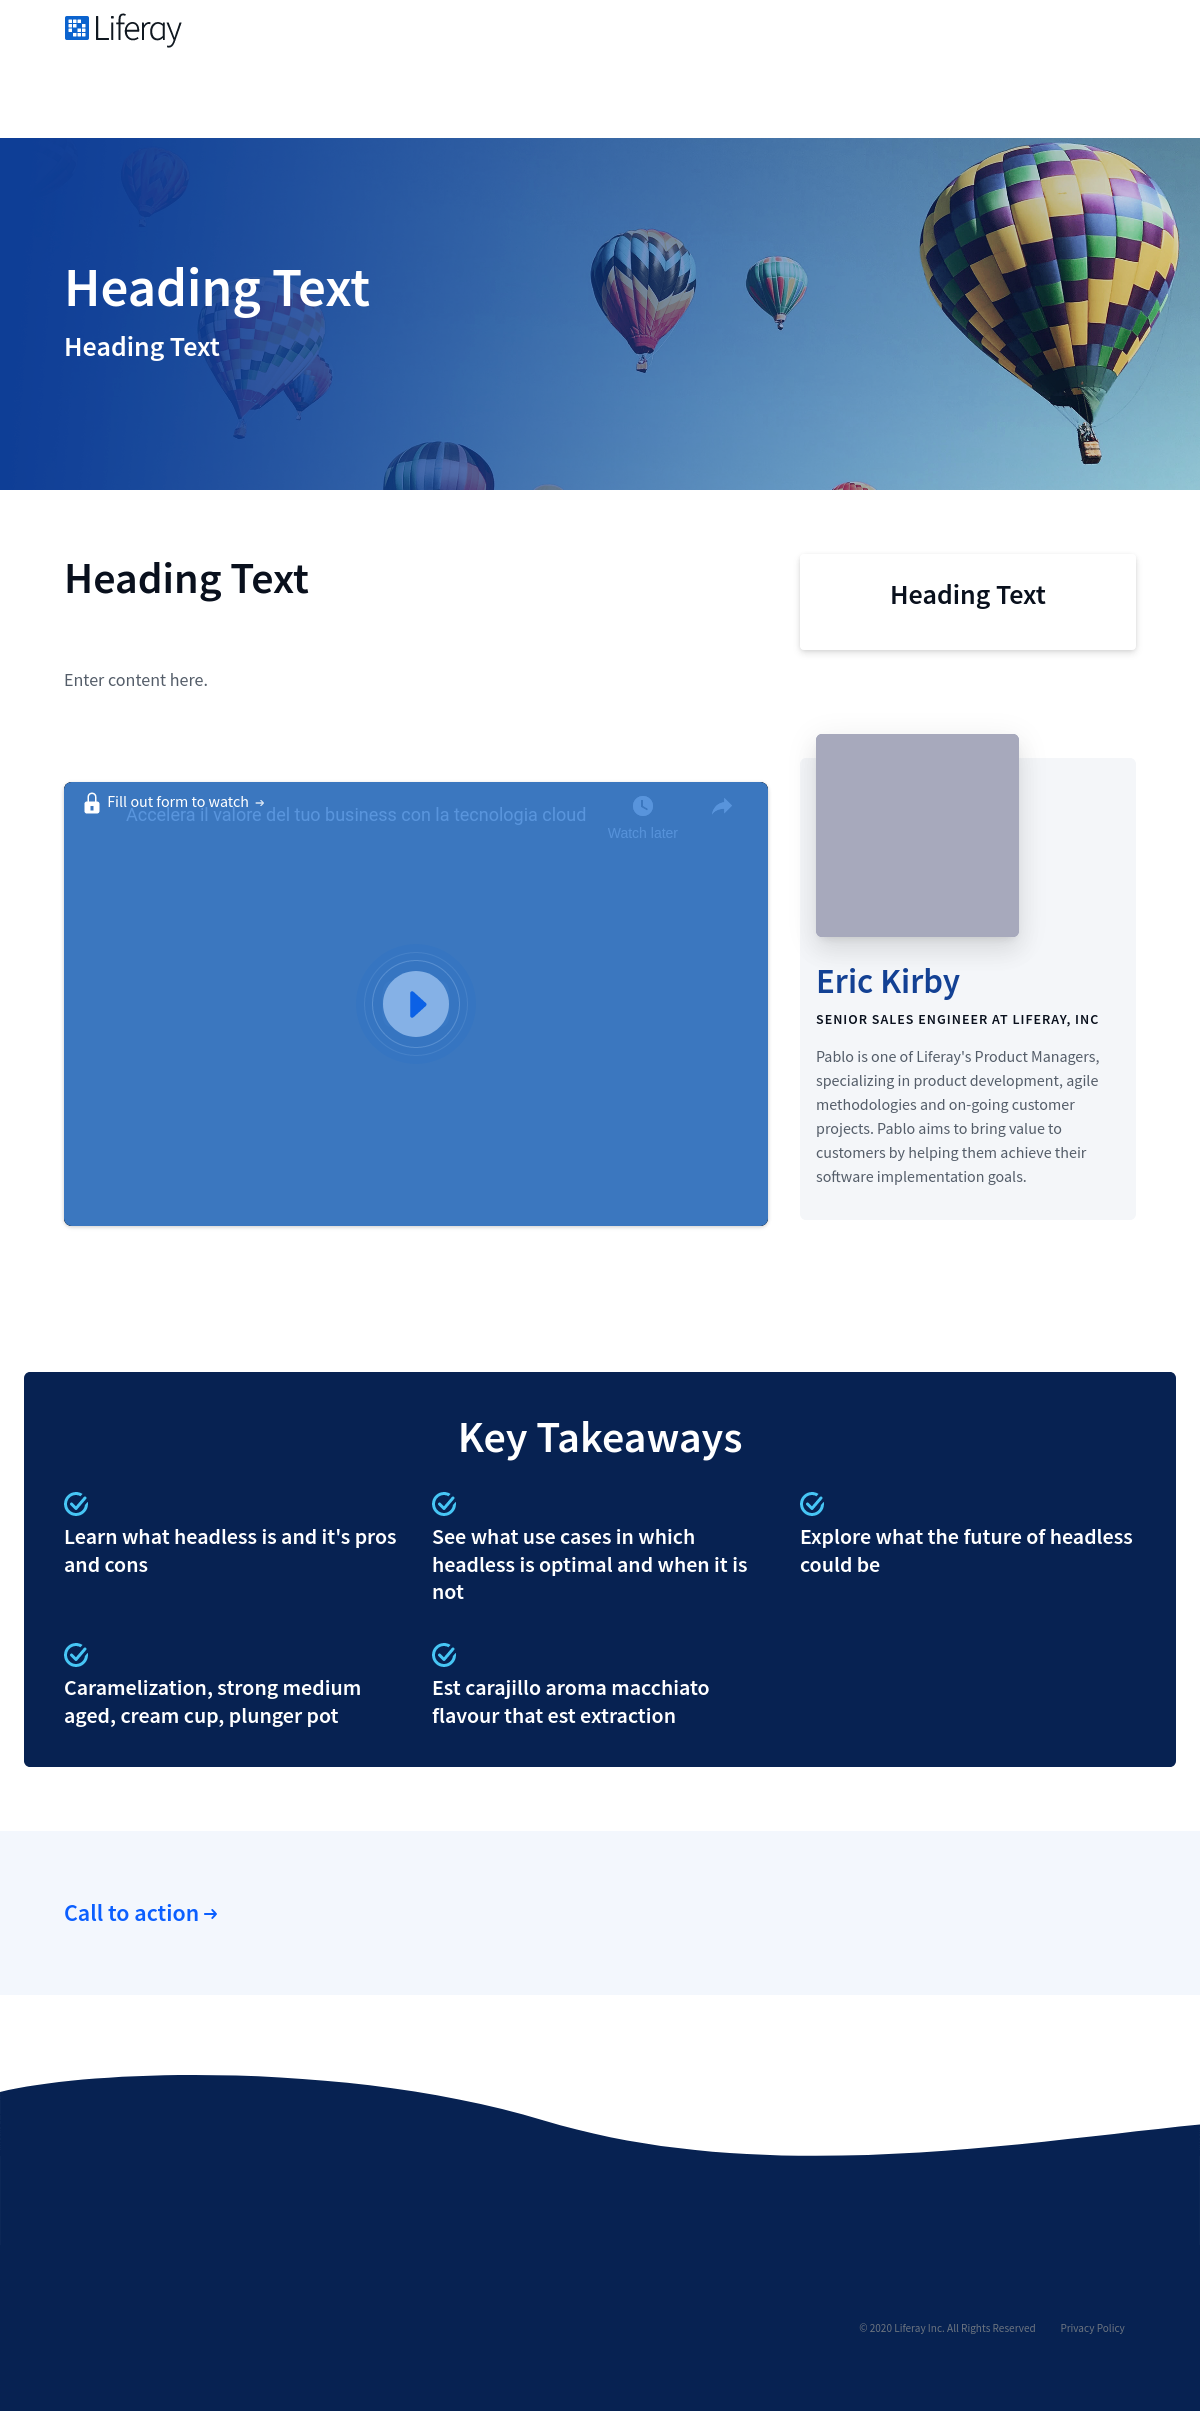 Liferay
Heading Text
Heading Text
Heading Text
Enter content here.
Heading Text
Fill out form to watch →
Accelera il valore del tuo business con la tecnologia cloud
Watch later
Eric Kirby
SENIOR SALES ENGINEER AT LIFERAY, INC
Pablo is one of Liferay's Product Managers,
specializing in product development, agile
methodologies and on-going customer
projects. Pablo aims to bring value to
customers by helping them achieve their
software implementation goals.
Key Takeaways
Learn what headless is and it's pros
and cons
See what use cases in which
headless is optimal and when it is
not
Explore what the future of headless
could be
Caramelization, strong medium
aged, cream cup, plunger pot
Est carajillo aroma macchiato
flavour that est extraction
Call to action →
© 2020 Liferay Inc. All Rights Reserved Privacy Policy